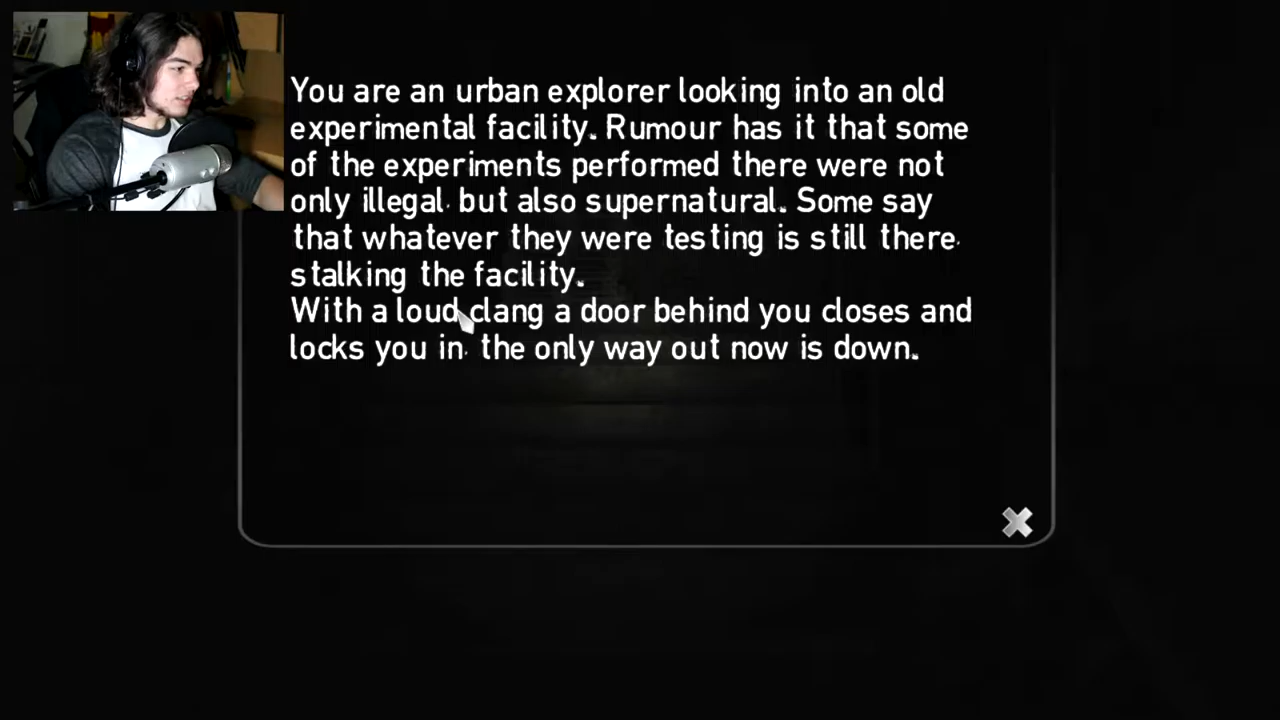 You are an urban explorer looking into an old
experimental facility. Rumour has it that some
of the experiments performed there were not
only illegal, but also supernatural. Some say
that whatever they were testing is still there,
stalking the facility.
With a loud clang a door behind you closes and
locks you in, the only way out now is down.